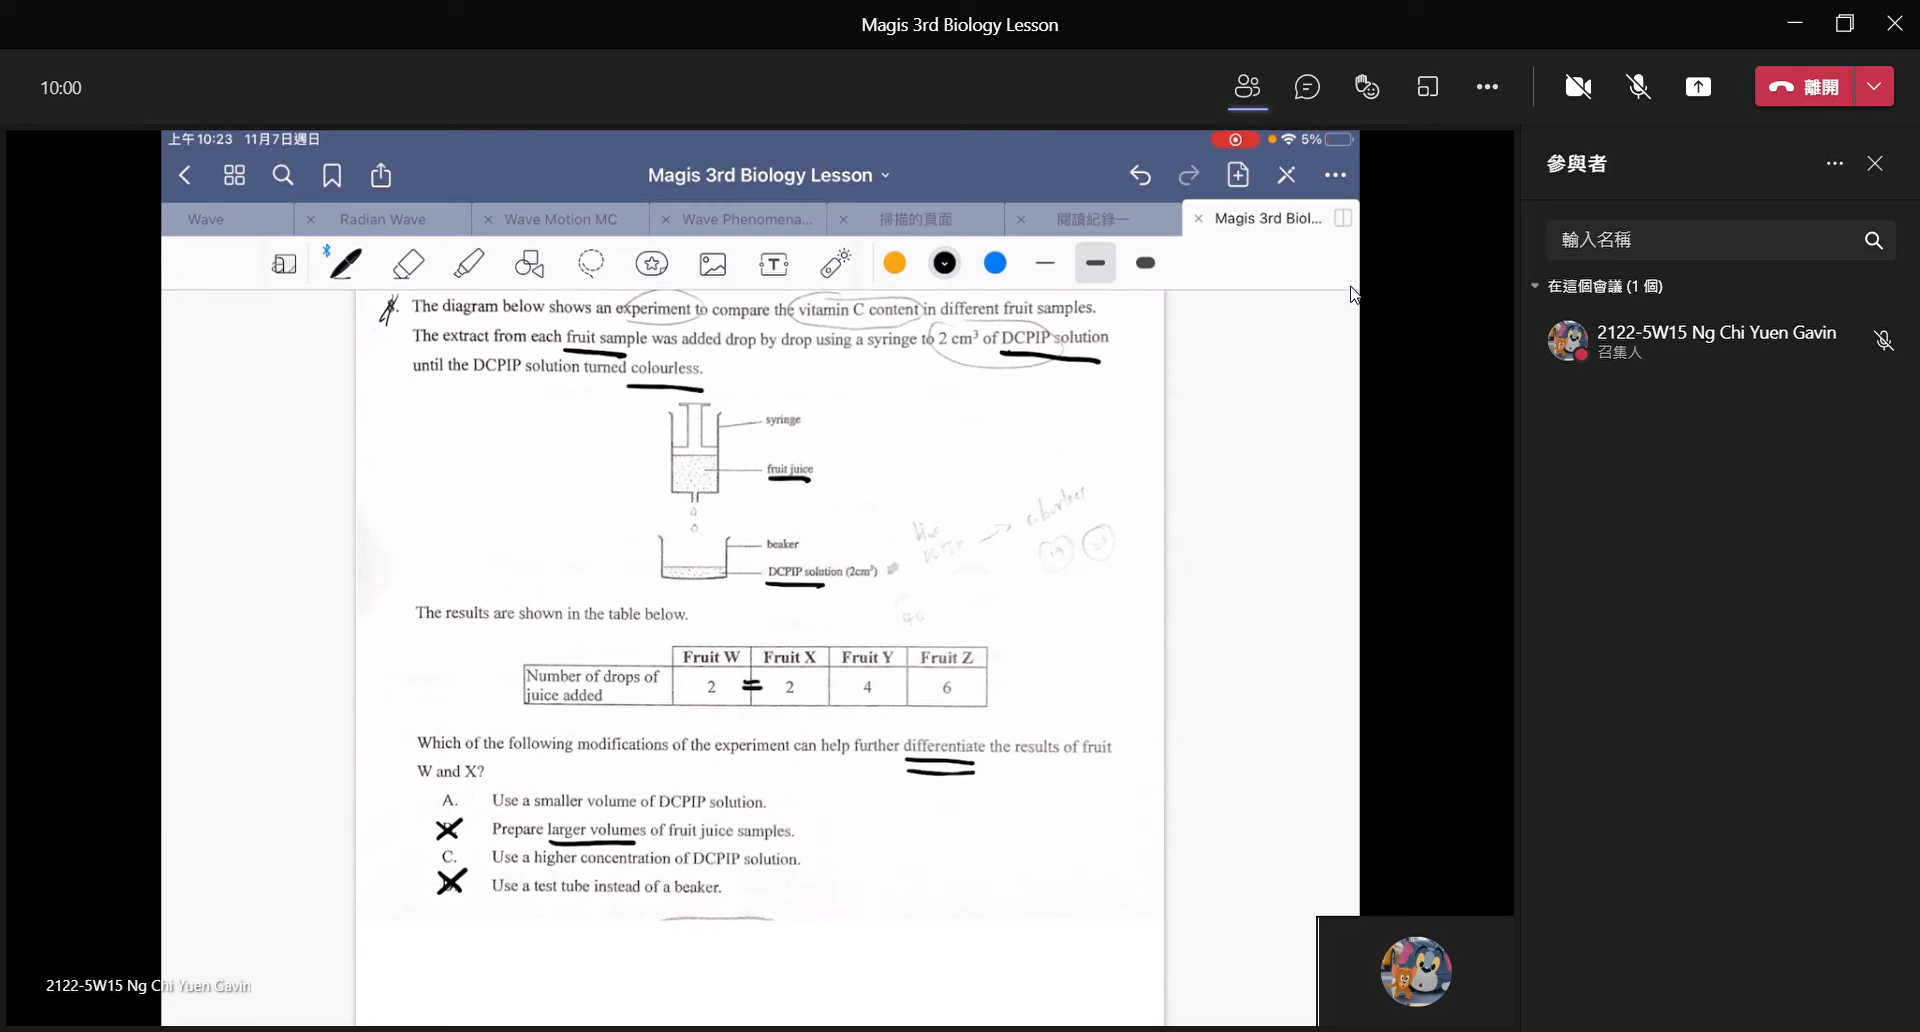 Magis 3rd Biology Lesson
10:00
離開
上午10:23 11月7日週日
5%
Magis 3rd Biology Lesson
Wave
Radian Wave
Wave Motion MC
Wave Phenomena...
掃描的頁面
閱讀紀錄一
Magis 3rd Biol...
The diagram below shows an experiment to compare the vitamin C content in different fruit samples.
The extract from each fruit sample was added drop by drop using a syringe to 2 cm³ of DCPIP solution
until the DCPIP solution turned colourless.
syringe
fruit juice
colourless
blue
DCPIP
beaker
DCPIP solution (2cm³)
The results are shown in the table below.
40
Fruit W Fruit X Fruit Y Fruit Z
Number of drops of
juice added
2 = 2 4 6
Which of the following modifications of the experiment can help further differentiate the results of fruit
W and X?
A. Use a smaller volume of DCPIP solution.
Prepare larger volumes of fruit juice samples.
C. Use a higher concentration of DCPIP solution.
Use a test tube instead of a beaker.
2122-5W15 Ng Chi Yuen Gavin
參與者
輸入名稱
在這個會議 (1 個)
2122-5W15 Ng Chi Yuen Gavin
召集人